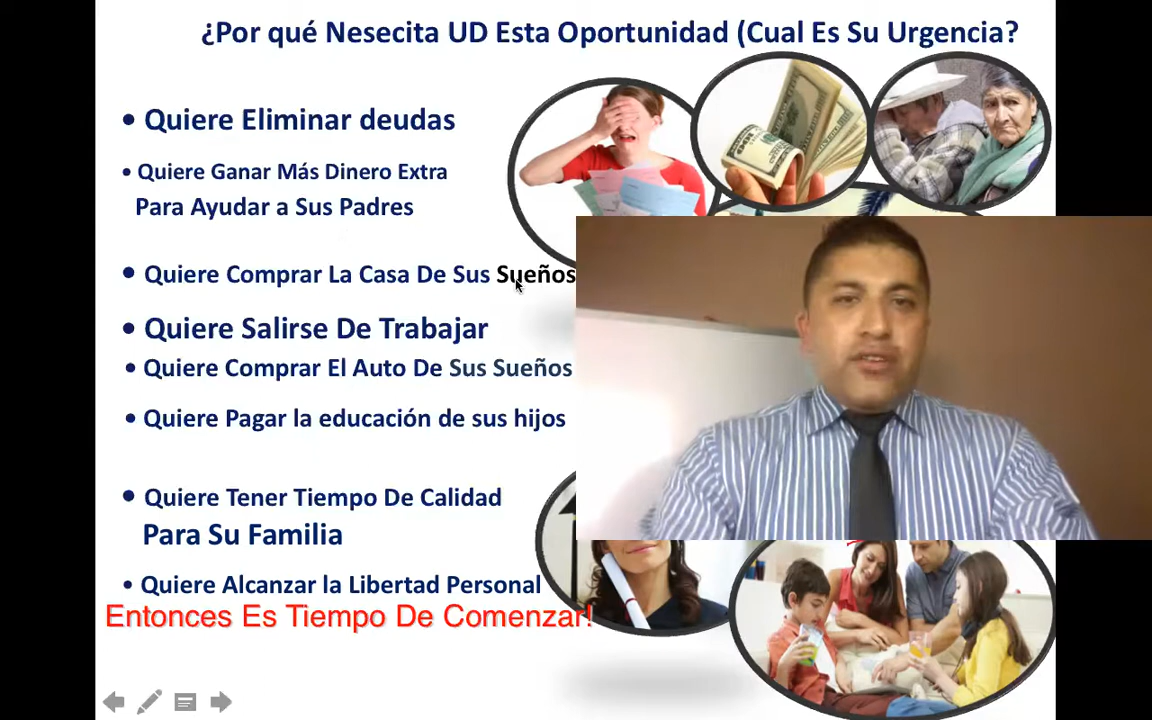 ¿Por qué Nesecita UD Esta Oportunidad (Cual Es Su Urgencia?
• Quiere Eliminar deudas
• Quiere Ganar Más Dinero Extra
Para Ayudar a Sus Padres
• Quiere Comprar La Casa De Sus Sueños
• Quiere Salirse De Trabajar
• Quiere Comprar El Auto De Sus Sueños
• Quiere Pagar la educación de sus hijos
• Quiere Tener Tiempo De Calidad
Para Su Familia
• Quiere Alcanzar la Libertad Personal
Entonces Es Tiempo De Comenzar!